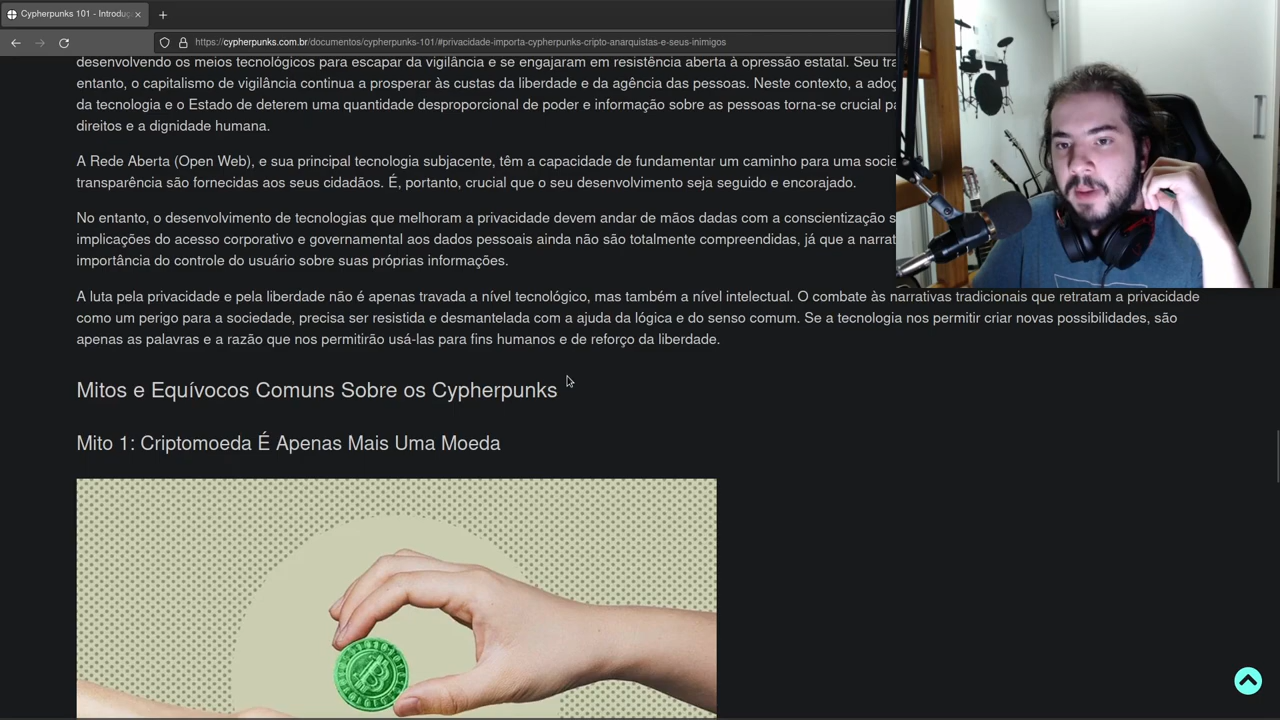 Cypherpunks 101 - Introduç
https://cypherpunks.com.br/documentos/cypherpunks-101/#privacidade-importa-cypherpunks-cripto-anarquistas-e-seus-inimigos
desenvolvendo os meios tecnológicos para escapar da vigilância e se engajaram em resistência aberta à opressão estatal. Seu tra
entanto, o capitalismo de vigilância continua a prosperar às custas da liberdade e da agência das pessoas. Neste contexto, a adoç
da tecnologia e o Estado de deterem uma quantidade desproporcional de poder e informação sobre as pessoas torna-se crucial pa
direitos e a dignidade humana.
A Rede Aberta (Open Web), e sua principal tecnologia subjacente, têm a capacidade de fundamentar um caminho para uma socie
transparência são fornecidas aos seus cidadãos. É, portanto, crucial que o seu desenvolvimento seja seguido e encorajado.
No entanto, o desenvolvimento de tecnologias que melhoram a privacidade devem andar de mãos dadas com a conscientização s
implicações do acesso corporativo e governamental aos dados pessoais ainda não são totalmente compreendidas, já que a narrat
importância do controle do usuário sobre suas próprias informações.
A luta pela privacidade e pela liberdade não é apenas travada a nível tecnológico, mas também a nível intelectual. O combate às narrativas tradicionais que retratam a privacidade
como um perigo para a sociedade, precisa ser resistida e desmantelada com a ajuda da lógica e do senso comum. Se a tecnologia nos permitir criar novas possibilidades, são
apenas as palavras e a razão que nos permitirão usá-las para fins humanos e de reforço da liberdade.
Mitos e Equívocos Comuns Sobre os Cypherpunks
Mito 1: Criptomoeda É Apenas Mais Uma Moeda